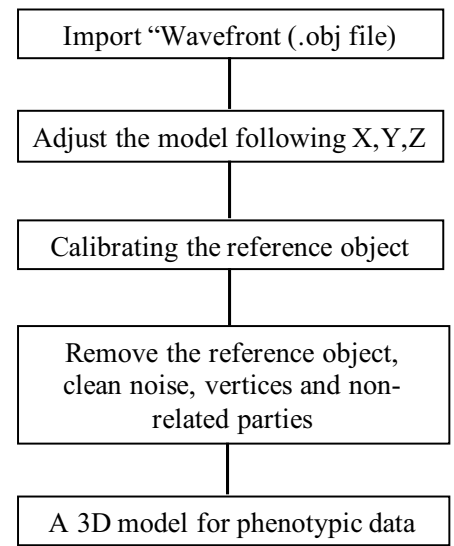 Import “Wavefront (.obj file)
Adjust the model following X,Y,Z
Calibrating the reference object
Remove the reference object,
clean noise, vertices and non-
related parties
A 3D model for phenotypic data